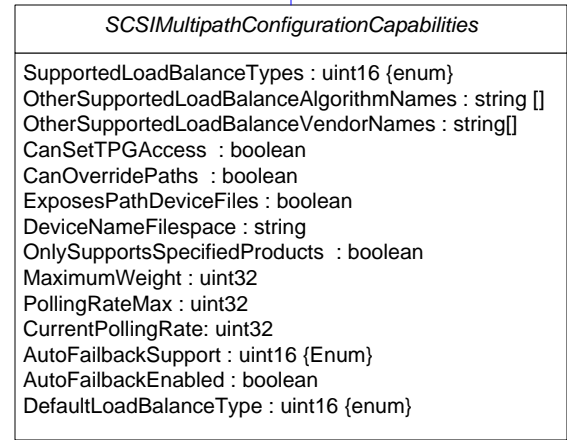 SCSIMultipathConfigurationCapabilities
SupportedLoadBalanceTypes : uint16 {enum}
OtherSupportedLoadBalanceAlgorithmNames : string []
OtherSupportedLoadBalanceVendorNames : string[]
CanSetTPGAccess : boolean
CanOverridePaths : boolean
ExposesPathDeviceFiles : boolean
DeviceNameFilespace : string
OnlySupportsSpecifiedProducts : boolean
MaximumWeight : uint32
PollingRateMax : uint32
CurrentPollingRate: uint32
AutoFailbackSupport : uint16 {Enum}
AutoFailbackEnabled : boolean
DefaultLoadBalanceType : uint16 {enum}